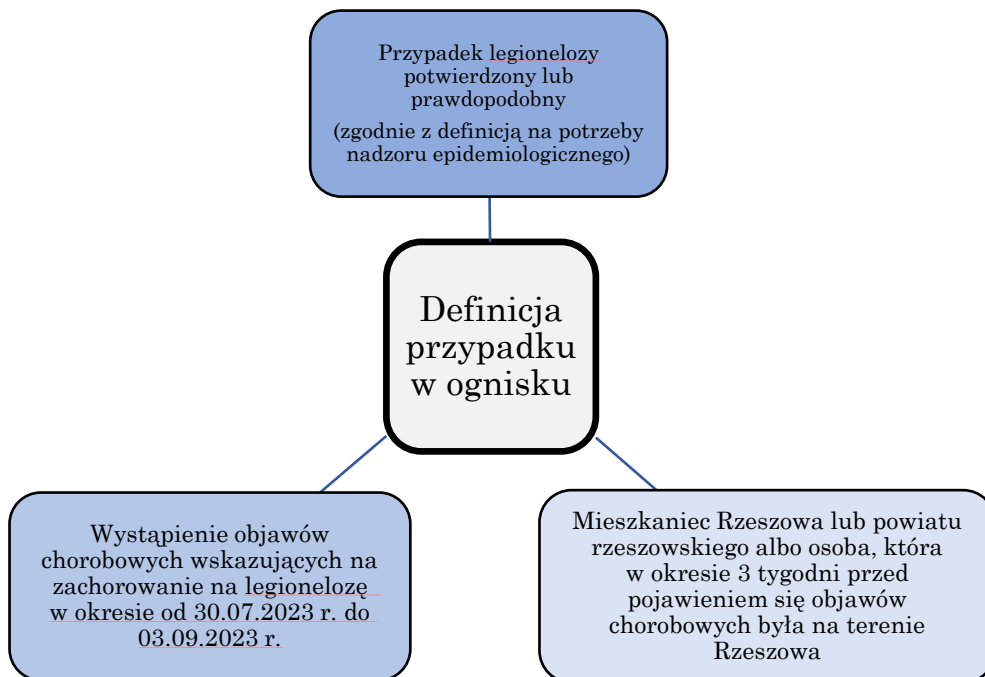 Przypadek legionelozy
potwierdzony lub
prawdopodobny
(zgodnie z definicją na potrzeby
nadzoru epidemiologicznego)
Definicja
przypadku
w ognisku
Wystąpienie objawów
chorobowych wskazujących na
zachorowanie na legionelozę
w okresie od 30.07.2023 r. do
03.09.2023 r.
Mieszkaniec Rzeszowa lub powiatu
rzeszowskiego albo osoba, która
w okresie 3 tygodni przed
pojawieniem się objawów
chorobowych była na terenie
Rzeszowa